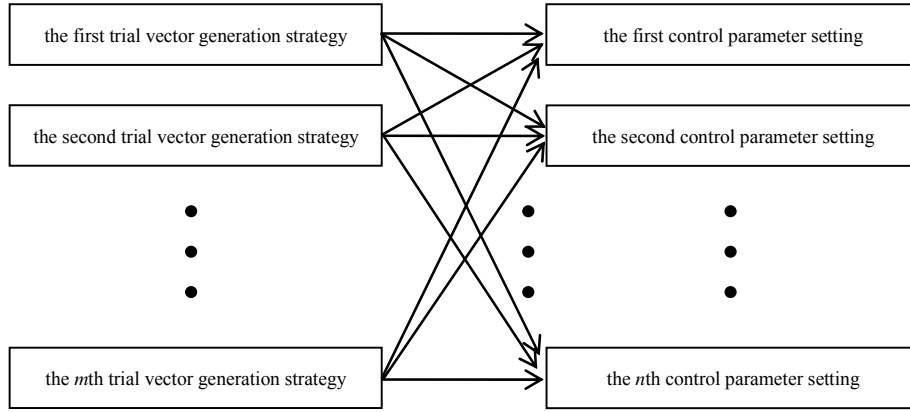 the first trial vector generation strategy
the first control parameter setting
the second trial vector generation strategy
the second control parameter setting
the mth trial vector generation strategy
the nth control parameter setting